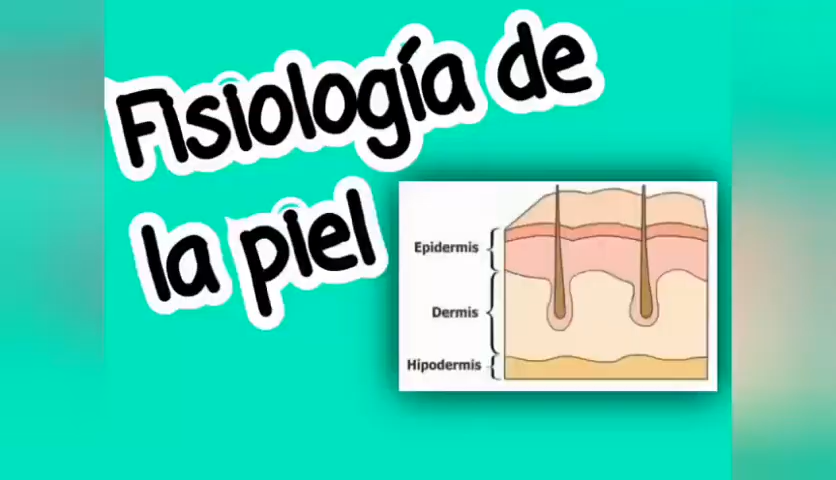 Fisiología de
la piel
Epidermis
Dermis
Hipodermis